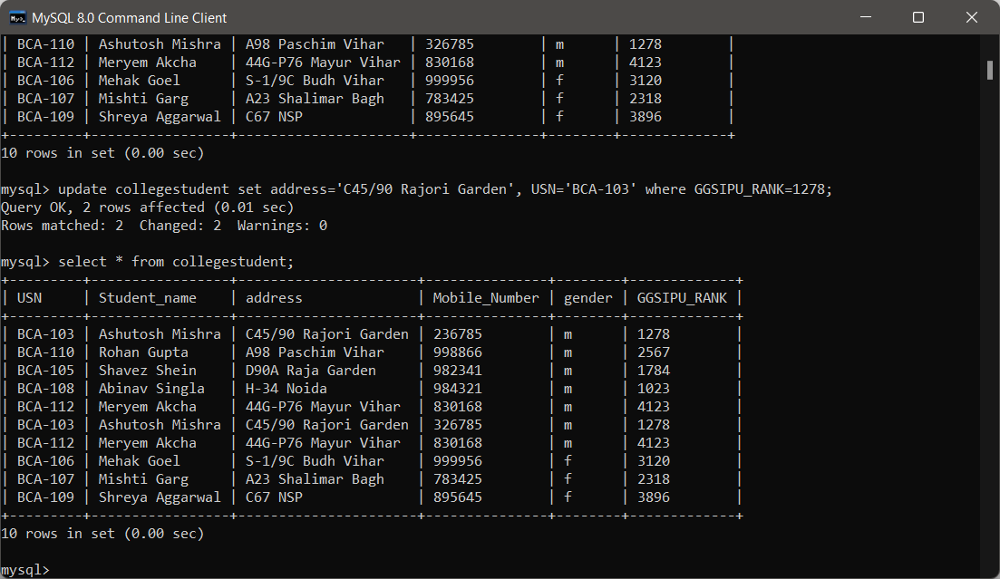 MySQL 8.0 Command Line Client
| BCA-110 | Ashutosh Mishra | A98 Paschim Vihar   | 326785        | m      | 1278        |
| BCA-112 | Meryem Akcha    | 44G-P76 Mayur Vihar | 830168        | m      | 4123        |
| BCA-106 | Mehak Goel      | S-1/9C Budh Vihar   | 999956        | f      | 3120        |
| BCA-107 | Mishti Garg     | A23 Shalimar Bagh   | 783425        | f      | 2318        |
| BCA-109 | Shreya Aggarwal | C67 NSP             | 895645        | f      | 3896        |
+---------+-----------------+---------------------+---------------+--------+-------------+
10 rows in set (0.00 sec)
mysql> update collegestudent set address='C45/90 Rajori Garden', USN='BCA-103' where GGSIPU_RANK=1278;
Query OK, 2 rows affected (0.01 sec)
Rows matched: 2  Changed: 2  Warnings: 0
mysql> select * from collegestudent;
+---------+-----------------+----------------------+---------------+--------+-------------+
| USN     | Student_name    | address              | Mobile_Number | gender | GGSIPU_RANK |
+---------+-----------------+----------------------+---------------+--------+-------------+
| BCA-103 | Ashutosh Mishra | C45/90 Rajori Garden | 236785        | m      | 1278        |
| BCA-110 | Rohan Gupta     | A98 Paschim Vihar    | 998866        | m      | 2567        |
| BCA-105 | Shavez Shein    | D90A Raja Garden     | 982341        | m      | 1784        |
| BCA-108 | Abinav Singla   | H-34 Noida           | 984321        | m      | 1023        |
| BCA-112 | Meryem Akcha    | 44G-P76 Mayur Vihar  | 830168        | m      | 4123        |
| BCA-103 | Ashutosh Mishra | C45/90 Rajori Garden | 326785        | m      | 1278        |
| BCA-112 | Meryem Akcha    | 44G-P76 Mayur Vihar  | 830168        | m      | 4123        |
| BCA-106 | Mehak Goel      | S-1/9C Budh Vihar    | 999956        | f      | 3120        |
| BCA-107 | Mishti Garg     | A23 Shalimar Bagh    | 783425        | f      | 2318        |
| BCA-109 | Shreya Aggarwal | C67 NSP              | 895645        | f      | 3896        |
+---------+-----------------+----------------------+---------------+--------+-------------+
10 rows in set (0.00 sec)
mysql>